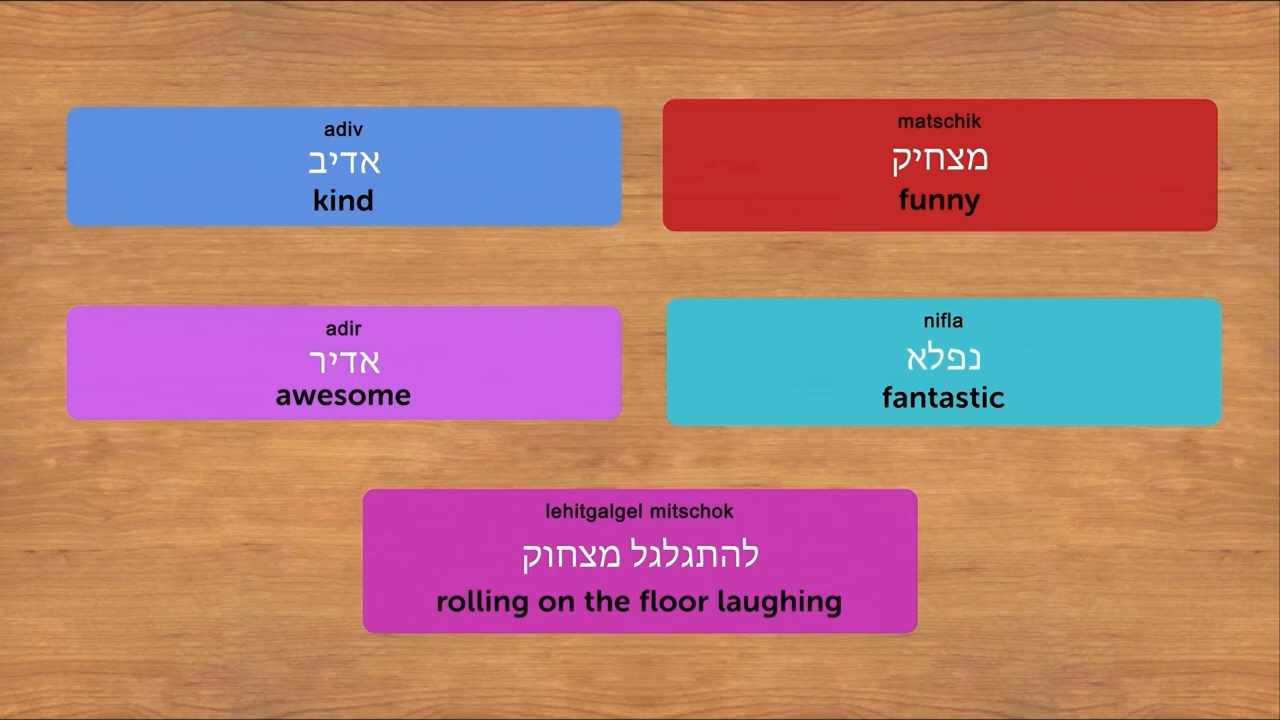 adiv
אדיב
kind
matschik
מצחיק
funny
adir
אדיר
awesome
nifla
נפלא
fantastic
lehitgalgel mitschok
להתגלגל מצחוק
rolling on the floor laughing